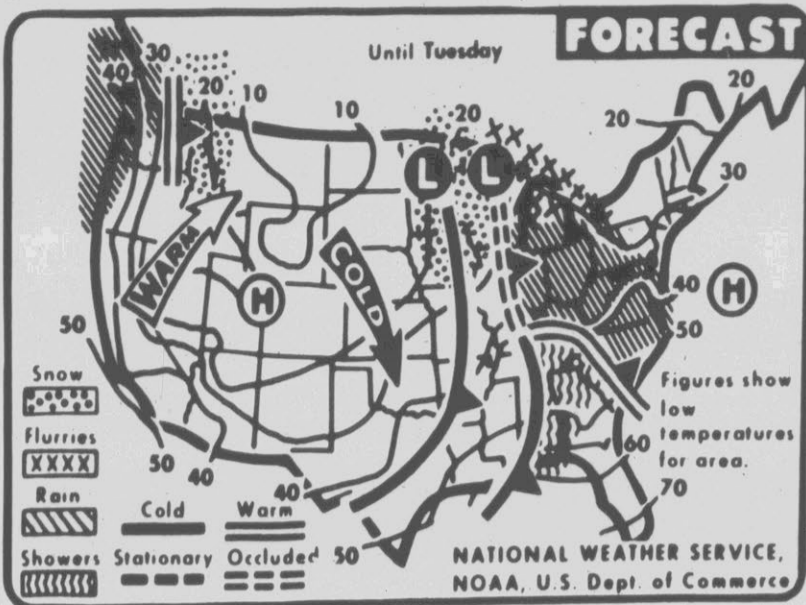 FORECAST
Until Tuesday
30
40
20
10
10
20
20
20
30
L
L
WARM
COLD
H
H
40
50
50
Snow
Flurries
XXXX
Rain
Showers
50
40
40
50
60
70
Figures show
low
temperatures
for area.
Cold
Warm
Stationary
Occluded
NATIONAL WEATHER SERVICE,
NOAA, U.S. Dept. of Commerce